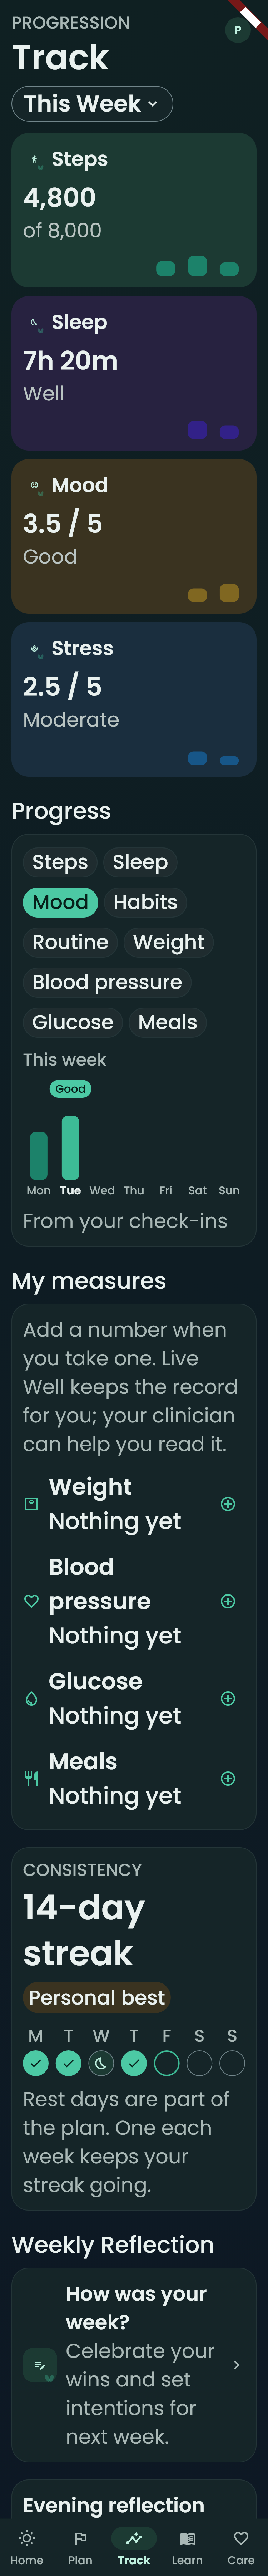 PROGRESSION
P
Track
This Week
Steps
4,800
of 8,000
Sleep
7h 20m
Well
Mood
3.5 / 5
Good
Stress
2.5 / 5
Moderate
Progress
Steps Sleep
Mood Habits
Routine Weight
Blood pressure
Glucose Meals
This week
Good
Mon Tue Wed Thu Fri Sat Sun
From your check-ins
My measures
Add a number when
you take one. Live
Well keeps the record
for you; your clinician
can help you read it.
Weight
Nothing yet
Blood
pressure
Nothing yet
Glucose
Nothing yet
Meals
Nothing yet
CONSISTENCY
14-day
streak
Personal best
M T W T F S S
Rest days are part of
the plan. One each
week keeps your
streak going.
Weekly Reflection
How was your
week?
Celebrate your
wins and set
intentions for
next week.
Evening reflection
Home Plan Track Learn Care